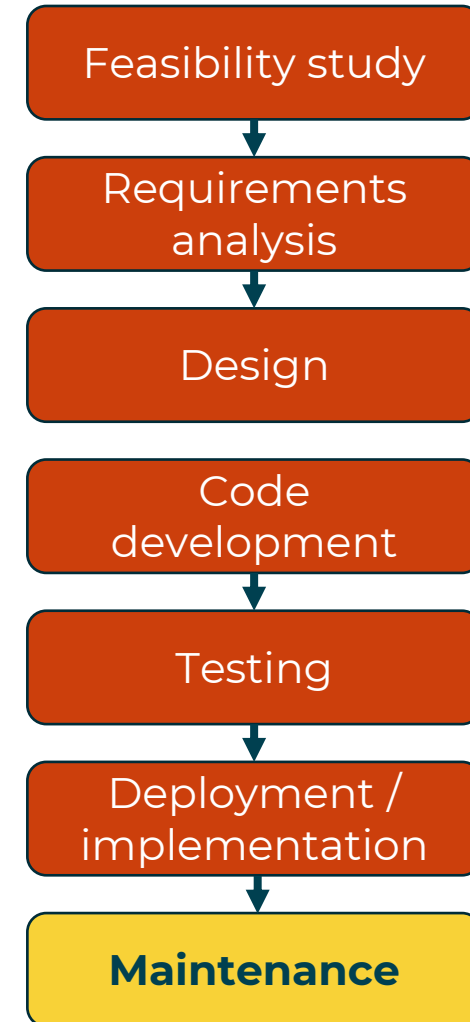 Feasibility study
Requirements
analysis
Design
Code
development
Testing
Deployment /
implementation
Maintenance